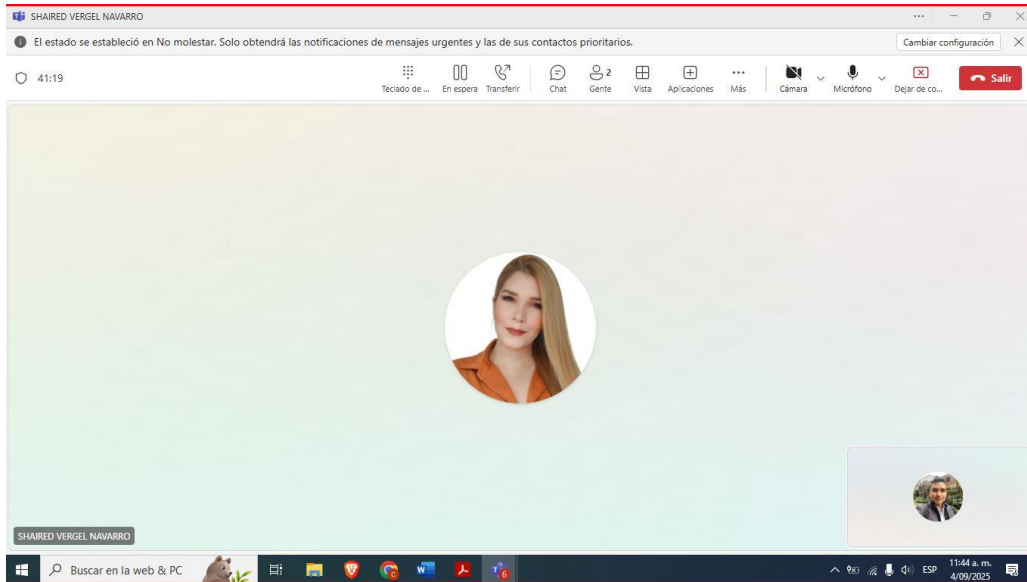 SHAIRED VERGEL NAVARRO
El estado se estableció en No molestar. Solo obtendrá las notificaciones de mensajes urgentes y las de sus contactos prioritarios.
Cambiar configuración
41:19
Teclado de ...
En espera
Transferir
Chat
2
Gente
Vista
Aplicaciones
Más
Cámara
Micrófono
Dejar de co...
Salir
SHAIRED VERGEL NAVARRO
Buscar en la web & PC
6
ESP
11:44 a. m.
4/09/2025